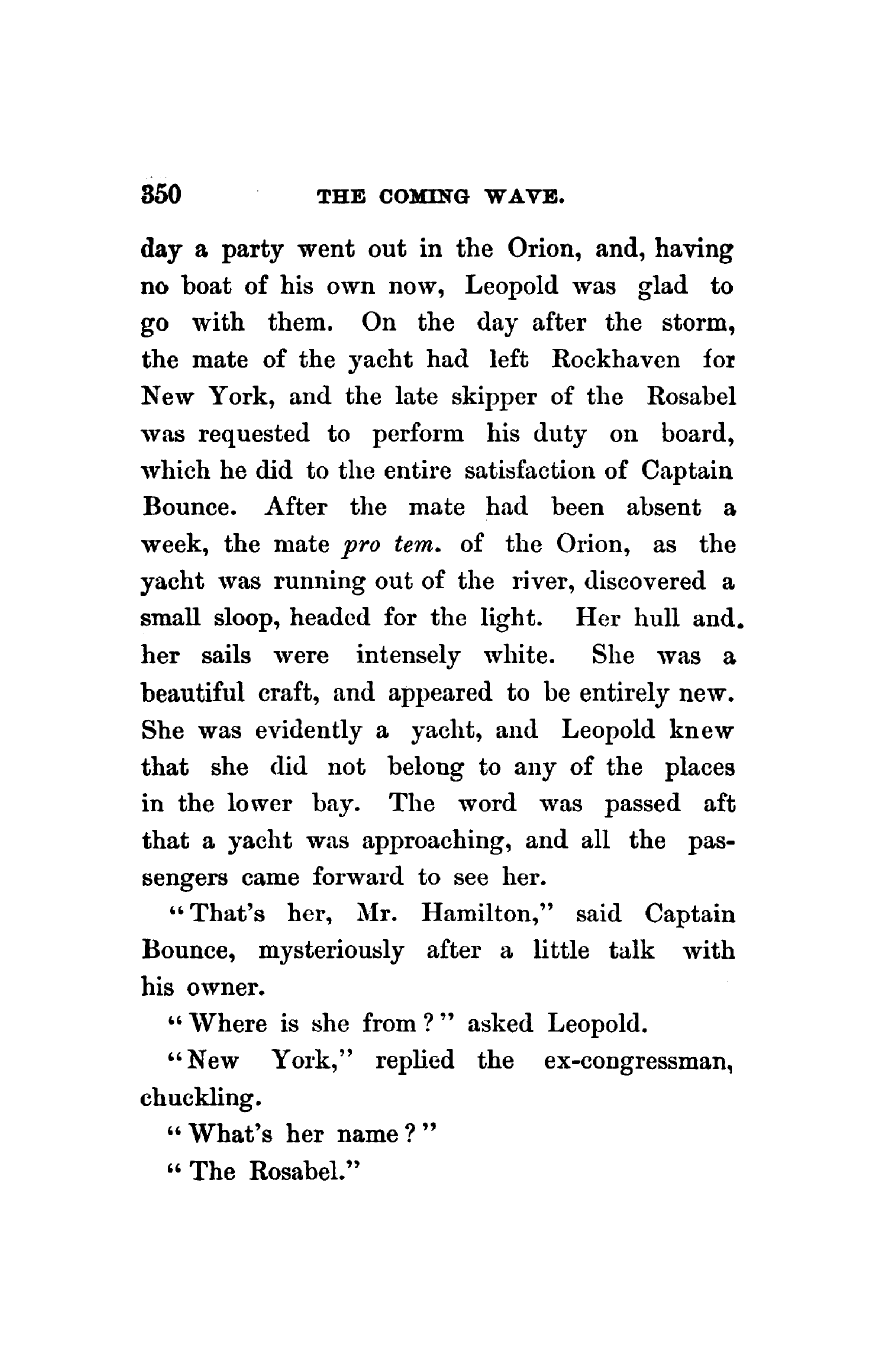 350 THE COMING WAVE.
day a party went out in the Orion, and, having
no boat of his own now, Leopold was glad to
go with them. On the day after the storm,
the mate of the yacht had left Rockhaven for
New York, and the late skipper of the Rosabel
was requested to perform his duty on board,
which he did to the entire satisfaction of Captain
Bounce. After the mate had been absent a
week, the mate pro tem. of the Orion, as the
yacht was running out of the river, discovered a
small sloop, headed for the light. Her hull and.
her sails were intensely white. She was a
beautiful craft, and appeared to be entirely new.
She was evidently a yacht, and Leopold knew
that she did not belong to any of the places
in the lower bay. The word was passed aft
that a yacht was approaching, and all the pas-
sengers came forward to see her.
"That's her, Mr. Hamilton," said Captain
Bounce, mysteriously after a little talk with
his owner.
"Where is she from?" asked Leopold.
"New York," replied the ex-congressman,
chuckling.
"What's her name?"
"The Rosabel."